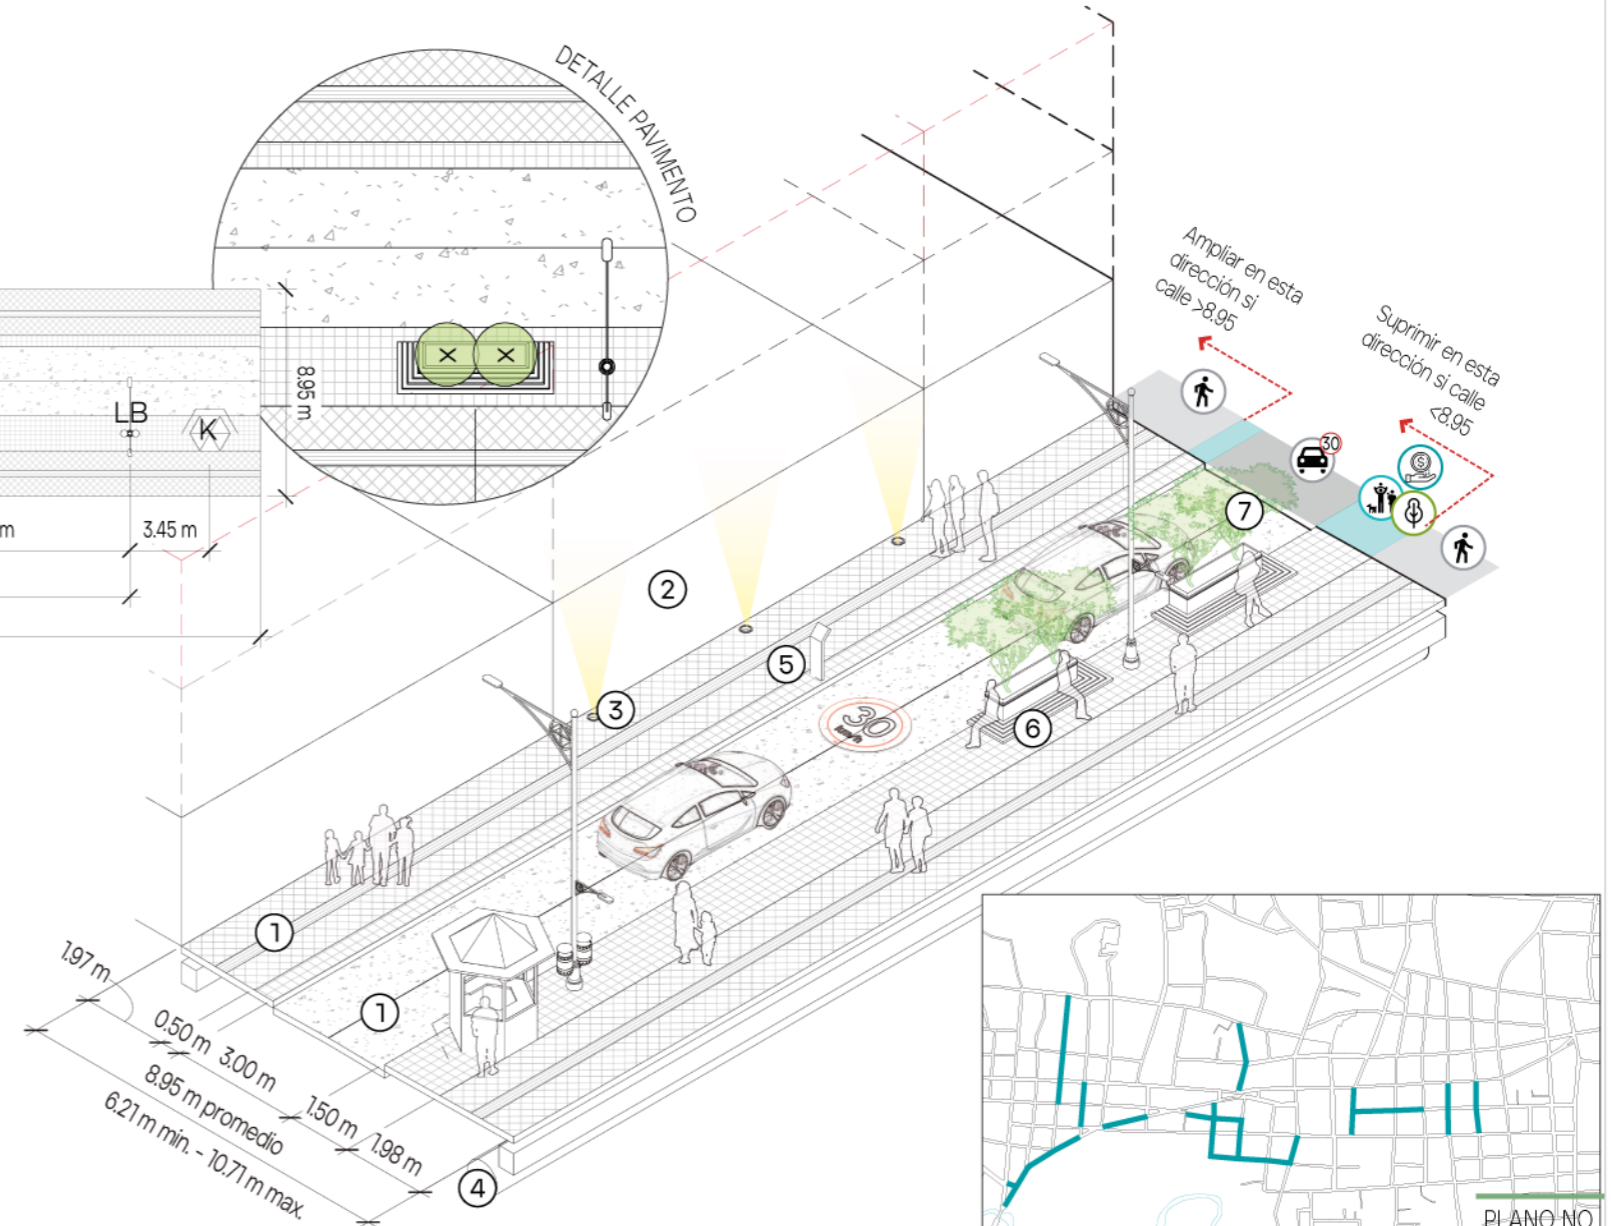 DETALLE PAVIMENTO
Ampliar en esta
dirección si
calle >8.95
Suprimir en esta
dirección si calle
<8.95
30
$
7
8.95 m
LB
K
m
3.45 m
2
5
3
6
30
km/h
1
1
4
1.97 m
0.50 m
3.00 m
1.50 m
1.98 m
8.95 m promedio
6.21 m min. - 10.71 m max.
PLANO NO